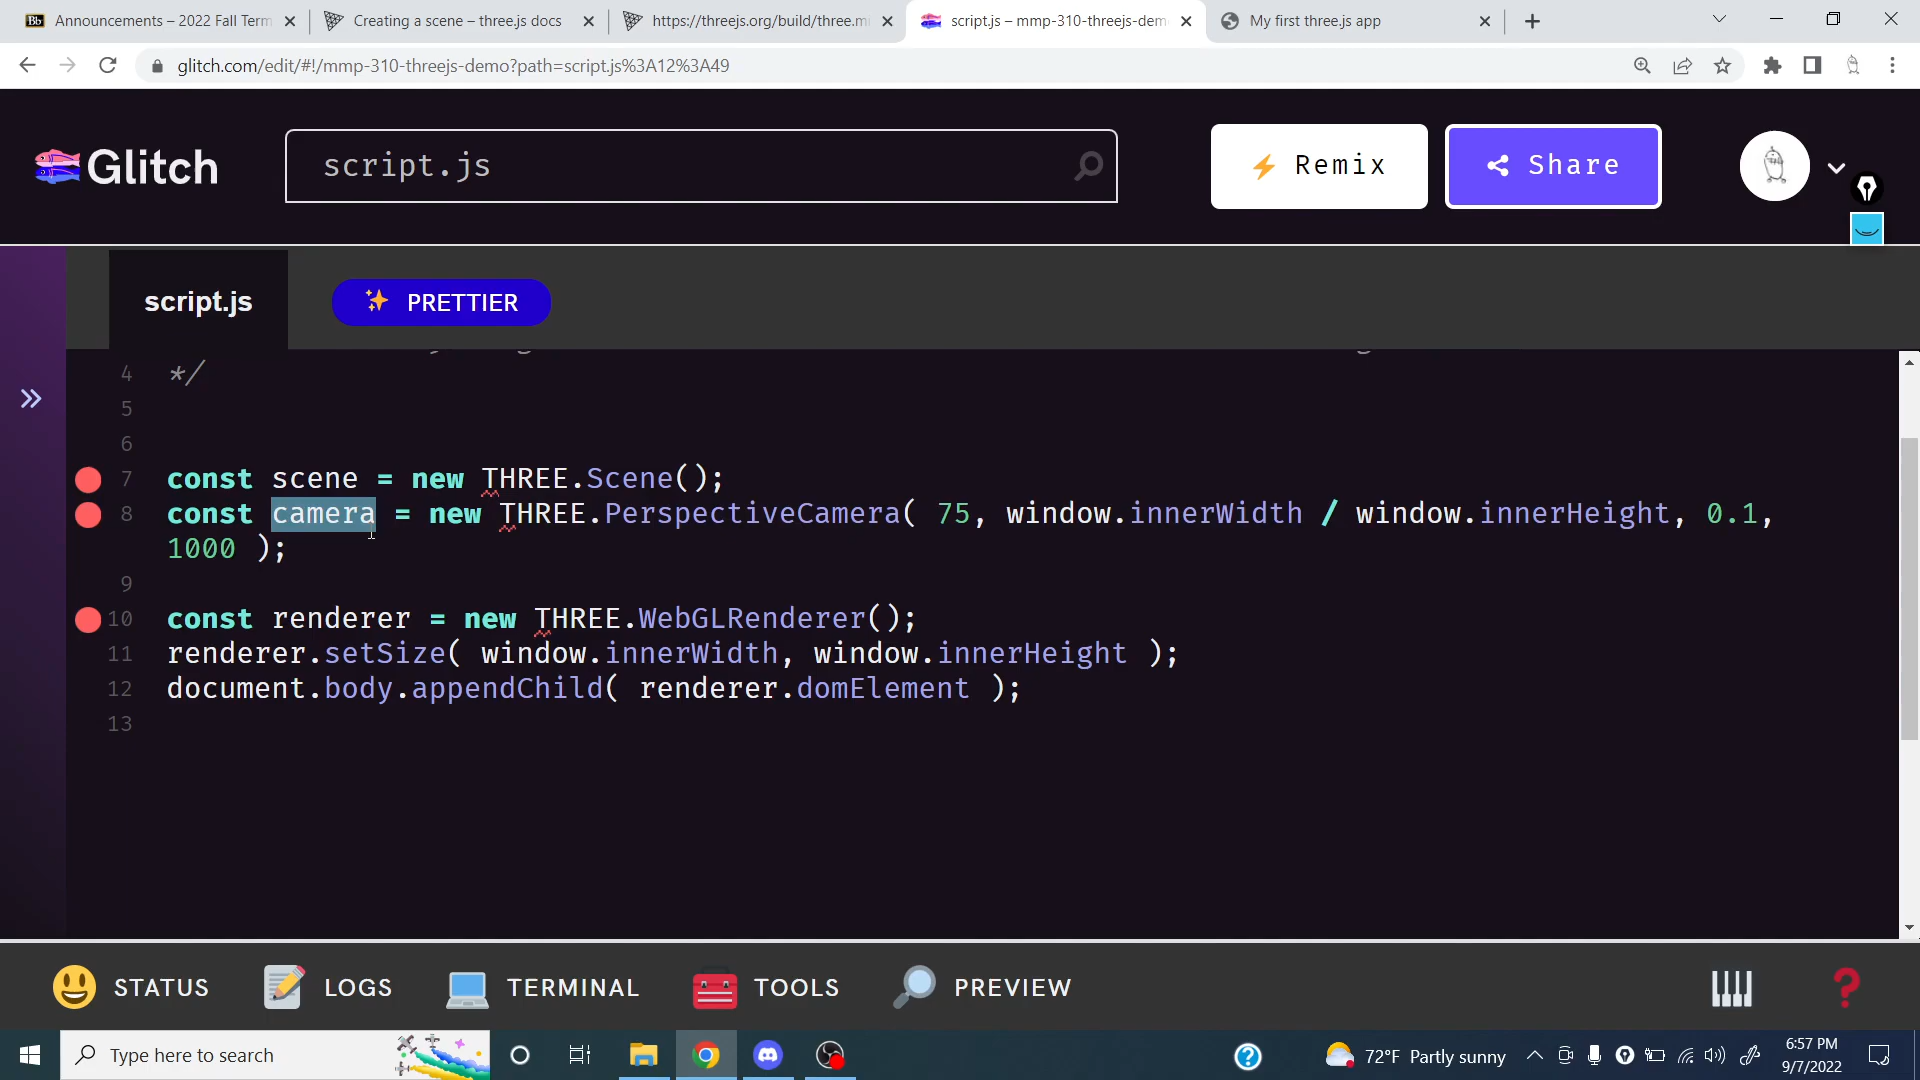 Bb Announcements – 2022 Fall Term
Creating a scene – three.js docs
https://threejs.org/build/three.mi
script.js – mmp-310-threejs-dem
My first three.js app
glitch.com/edit/#!/mmp-310-threejs-demo?path=script.js%3A12%3A49
Glitch
script.js
Remix
Share
script.js
PRETTIER
4 */
5
6
7 const scene = new THREE.Scene();
8 const camera = new THREE.PerspectiveCamera( 75, window.innerWidth / window.innerHeight, 0.1,
1000 );
9
10 const renderer = new THREE.WebGLRenderer();
11 renderer.setSize( window.innerWidth, window.innerHeight );
12 document.body.appendChild( renderer.domElement );
13
STATUS
LOGS
TERMINAL
TOOLS
PREVIEW
Type here to search
72°F Partly sunny
6:57 PM
9/7/2022